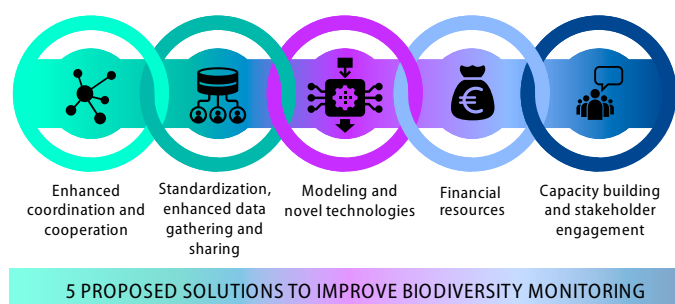 Enhanced
coordination and
cooperation
Standardization,
enhanced data
gathering and
sharing
Modeling and
novel technologies
Financial
resources
Capacity building
and stakeholder
engagement
5 PROPOSED SOLUTIONS TO IMPROVE BIODIVERSITY MONITORING